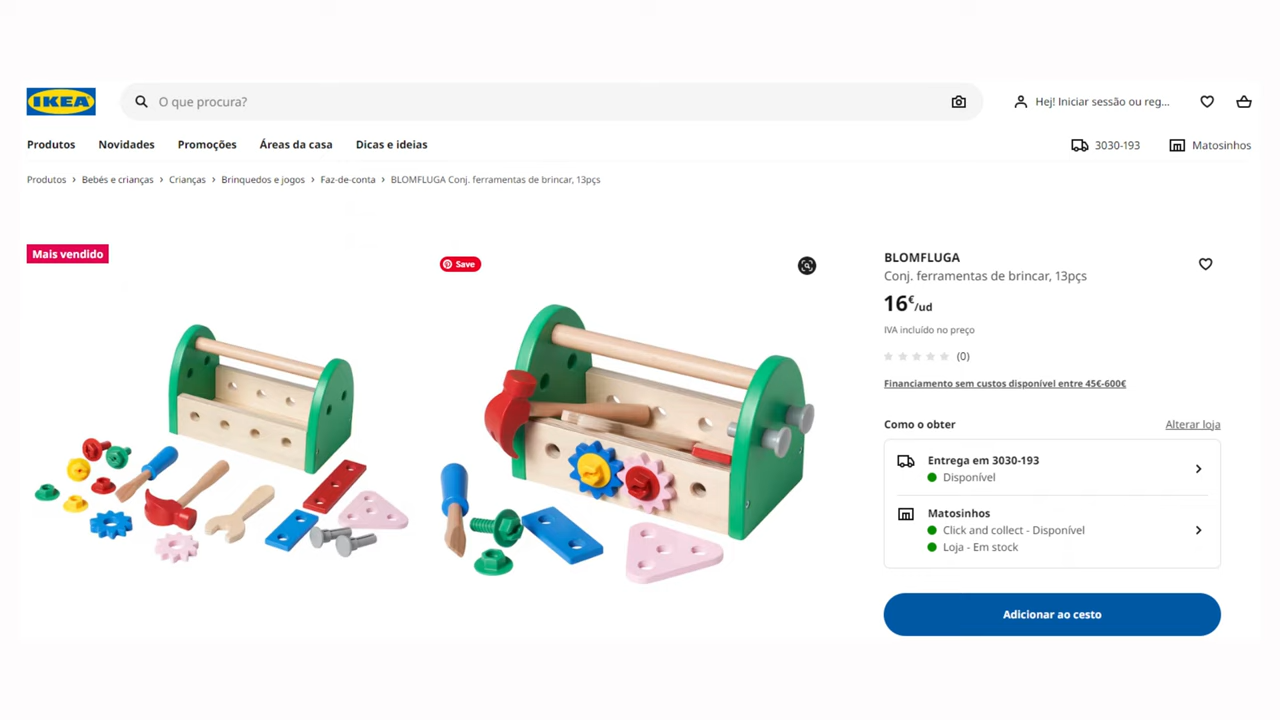 IKEA
O que procura?
Hej! Iniciar sessão ou reg...
Produtos Novidades Promoções Áreas da casa Dicas e ideias
3030-193 Matosinhos
Produtos › Bebés e crianças › Crianças › Brinquedos e jogos › Faz-de-conta › BLOMFLUGA Conj. ferramentas de brincar, 13pçs
Mais vendido
Save
BLOMFLUGA
Conj. ferramentas de brincar, 13pçs
16€/ud
IVA incluído no preço
(0)
Financiamento sem custos disponível entre 45€-600€
Como o obter Alterar loja
Entrega em 3030-193
Disponível
Matosinhos
Click and collect - Disponível
Loja - Em stock
Adicionar ao cesto